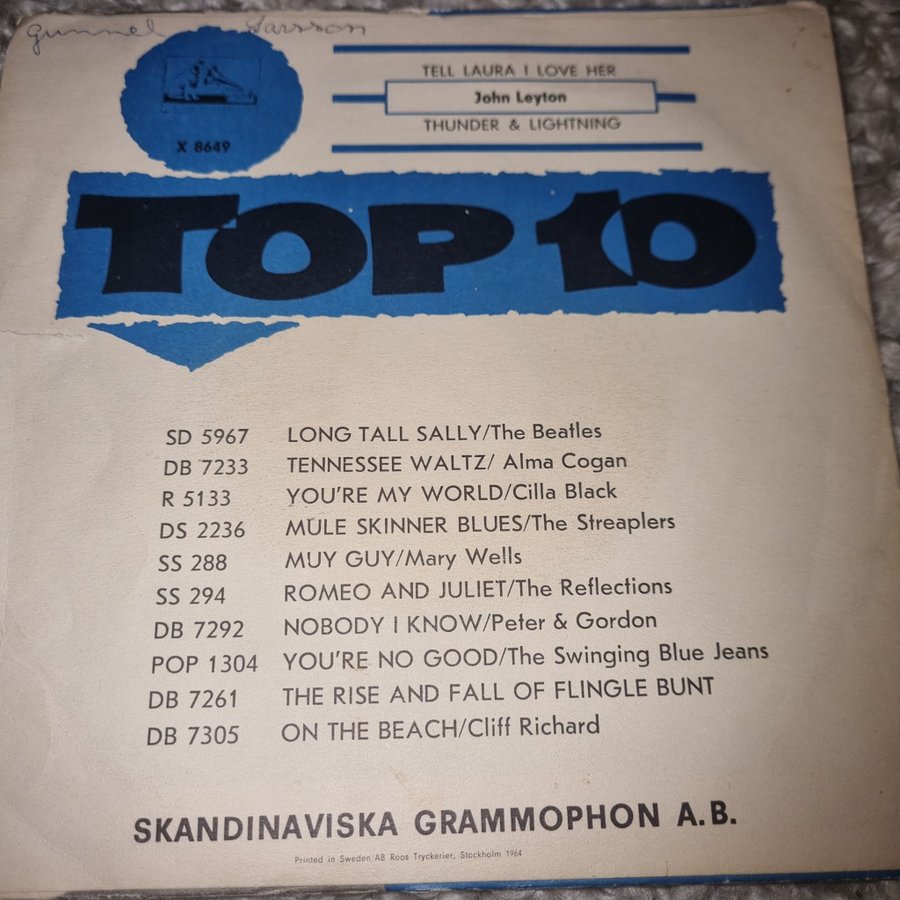 Gunnel Larsson
TELL LAURA I LOVE HER
John Leyton
THUNDER & LIGHTNING
X 8649
TOP 10
SD 5967 LONG TALL SALLY/The Beatles
DB 7233 TENNESSEE WALTZ/ Alma Cogan
R 5133 YOU'RE MY WORLD/Cilla Black
DS 2236 MULE SKINNER BLUES/The Streaplers
SS 288 MUY GUY/Mary Wells
SS 294 ROMEO AND JULIET/The Reflections
DB 7292 NOBODY I KNOW/Peter & Gordon
POP 1304 YOU'RE NO GOOD/The Swinging Blue Jeans
DB 7261 THE RISE AND FALL OF FLINGLE BUNT
DB 7305 ON THE BEACH/Cliff Richard
SKANDINAVISKA GRAMMOPHON A.B.
Printed in Sweden/AB Roos Tryckerier, Stockholm 1964